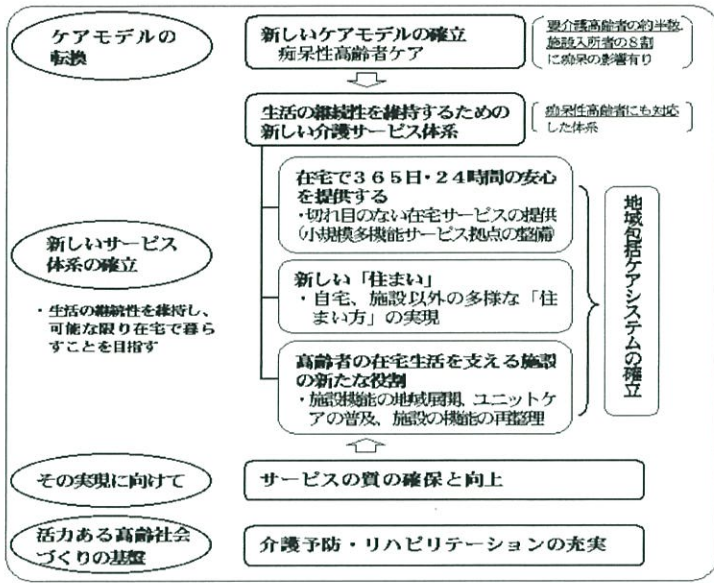 ケアモデルの
転換
新しいケアモデルの確立
痴呆性高齢者ケア
要介護高齢者の約半数、
施設入所者の8割
に痴呆の影響有り
生活の継続性を維持するための
新しい介護サービス体系
痴呆性高齢者にも対応
した体系
新しいサービス
体系の確立
・生活の継続性を維持し、
可能な限り在宅で暮ら
すことを目指す
在宅で365日・24時間の安心
を提供する
・切れ目のない在宅サービスの提供
(小規模多機能サービス拠点の整備)
新しい「住まい」
・自宅、施設以外の多様な「住
まい方」の実現
高齢者の在宅生活を支える施設
の新たな役割
・施設機能の地域展開、ユニットケ
アの普及、施設の機能の再整理
地域包括ケアシステムの確立
その実現に向けて
サービスの質の確保と向上
活力ある高齢社会
づくりの基盤
介護予防・リハビリテーションの充実